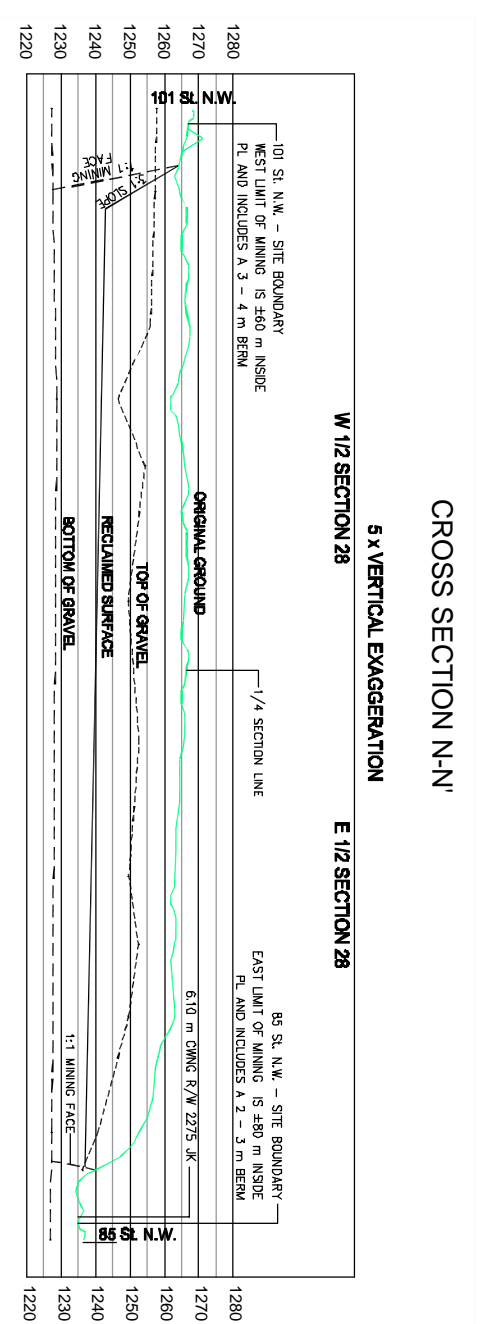 CROSS SECTION N-N'
5 x VERTICAL EXAGGERATION
W 1/2 SECTION 28
E 1/2 SECTION 28
101 St. N.W. - SITE BOUNDARY
WEST LIMIT OF MINING IS ±60 m INSIDE
PL AND INCLUDES A 3 - 4 m BERM
1/4 SECTION LINE
85 St. N.W. - SITE BOUNDARY
EAST LIMIT OF MINING IS ±80 m INSIDE
PL AND INCLUDES A 2 - 3 m BERM
6.10 m CWNG R/W 2275 JK
1280
1270
1260
1250
1240
1230
1220
101 St. N.W.
ORIGINAL GROUND
TOP OF GRAVEL
RECLAIMED SURFACE
BOTTOM OF GRAVEL
3:1 SLOPE
1:1 MINING
FACE
1:1 MINING FACE
85 St. N.W.
1280
1270
1260
1250
1240
1230
1220